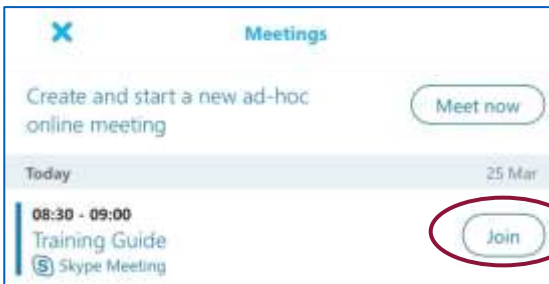 Meetings
Create and start a new ad-hoc
online meeting
Meet now
Today
25 Mar
08:30 - 09:00
Training Guide
Join
S Skype Meeting